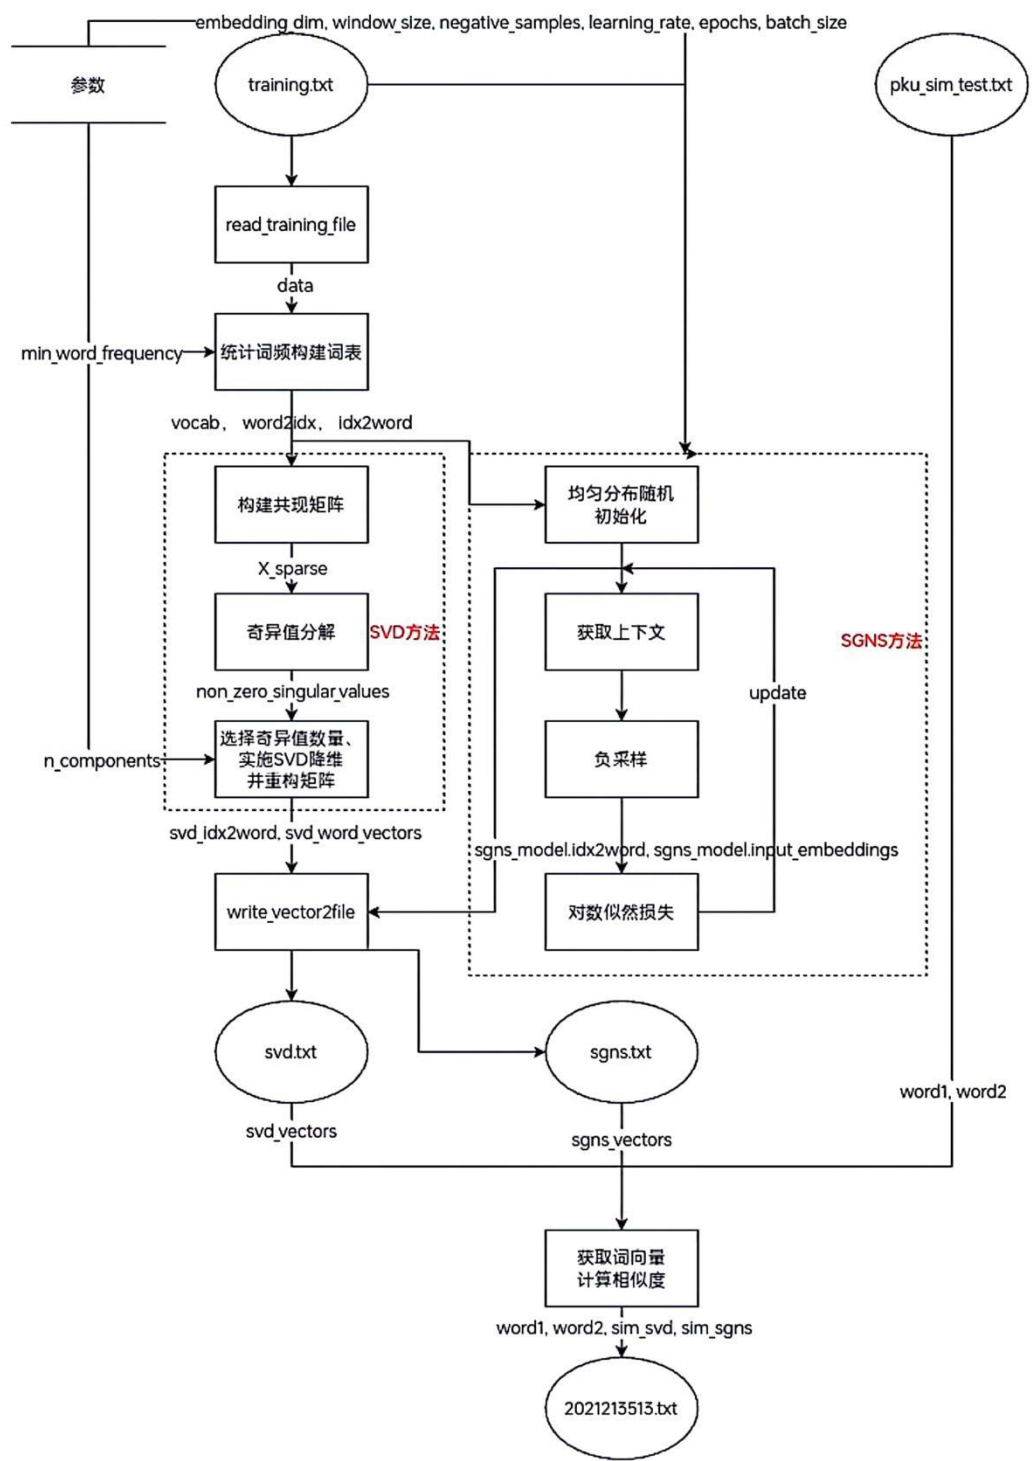 embedding_dim, window_size, negative_samples, learning_rate, epochs, batch_size
参数
training.txt
pku_sim_test.txt
read_training_file
data
min_word_frequency
统计词频构建词表
vocab， word2idx， idx2word
构建共现矩阵
均匀分布随机
初始化
X_sparse
奇异值分解
SVD方法
获取上下文
SGNS方法
non_zero_singular values
update
选择奇异值数量、
实施SVD降维
并重构矩阵
n_components
负采样
svd_idx2word, svd_word_vectors
sgns_model.idx2word, sgns_model.input_embeddings
write_vector2file
对数似然损失
svd.txt
sgns.txt
word1, word2
svd_vectors
sgns_vectors
获取词向量
计算相似度
word1, word2, sim_svd, sim_sgns
2021213513.txt